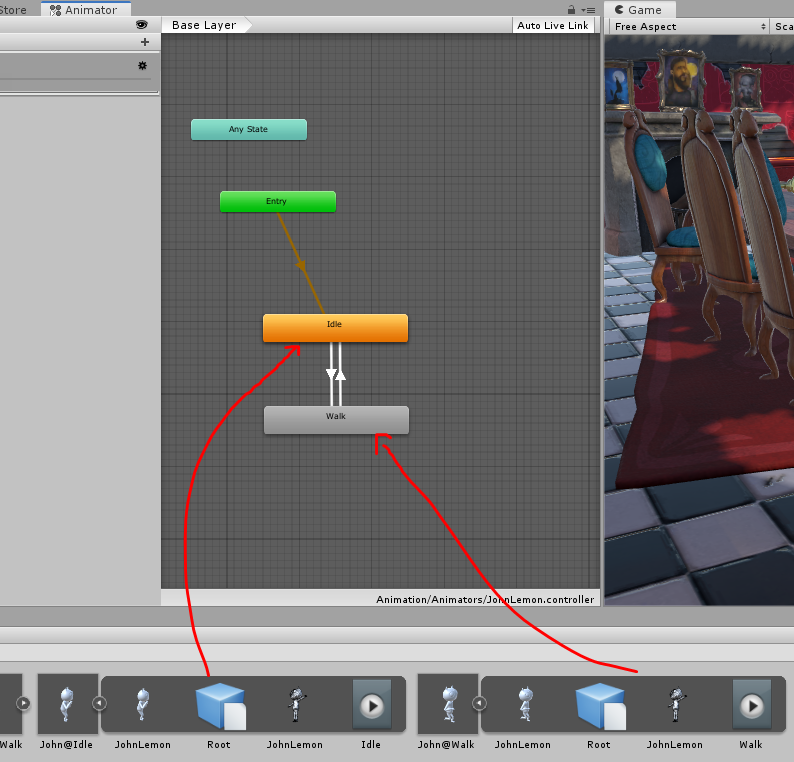 Store
Animator
Game
Base Layer
Auto Live Link
Free Aspect
Sca
Any State
Entry
Idle
Walk
Animation/Animators/JohnLemon.controller
Walk
John@Idle
JohnLemon
Root
JohnLemon
Idle
John@Walk
JohnLemon
Root
JohnLemon
Walk